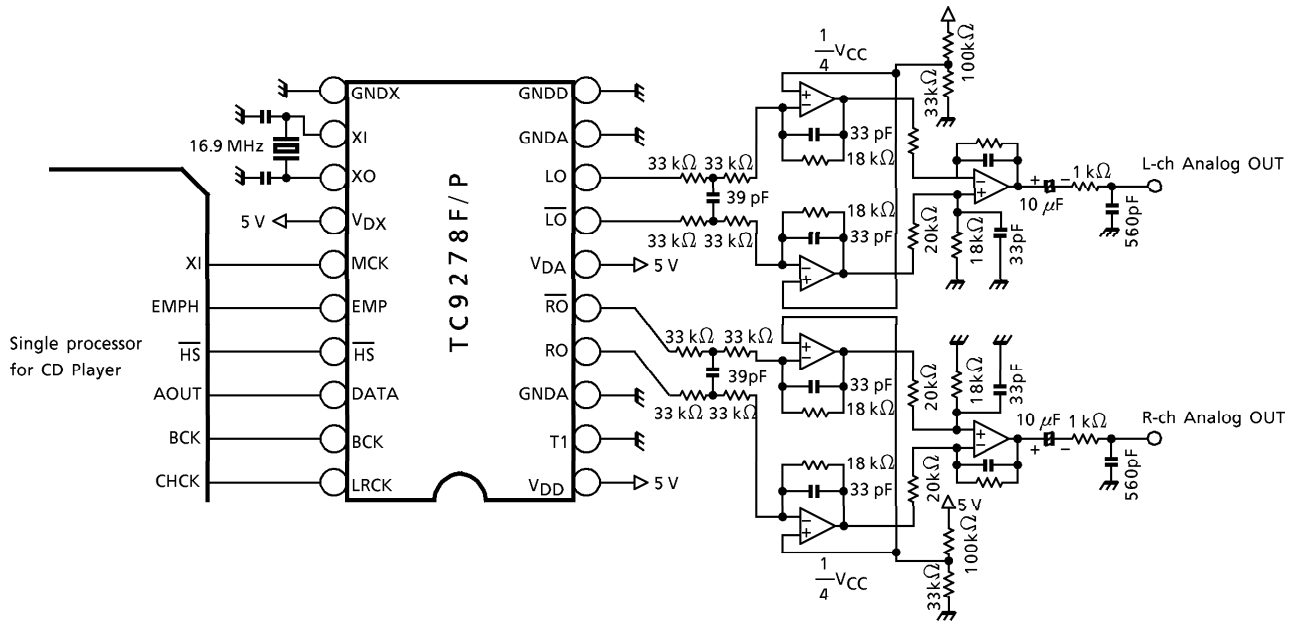 GNDX
XI
16.9 MHz
XO
5 V
VDX
XI
MCK
EMPH
EMP
HS
HS
Single processor
for CD Player
AOUT
DATA
BCK
BCK
CHCK
LRCK
TC9278F/P
GNDD
GNDA
LO
LO
VDA
5 V
RO
RO
GNDA
T1
VDD
5 V
33 kΩ 33 kΩ
39 pF
33 kΩ 33 kΩ
33 kΩ 33 kΩ
39pF
33 kΩ 33 kΩ
1/4 VCC
100kΩ
33kΩ
33 pF
18 kΩ
18 kΩ
33 pF
20kΩ
18kΩ
33pF
+ −
10 μF
1 kΩ
560pF
L-ch Analog OUT
33 pF
18 kΩ
20kΩ
18kΩ
33pF
10 μF
+ −
1 kΩ
560pF
R-ch Analog OUT
18 kΩ
33 pF
20kΩ
5 V
100kΩ
33kΩ
1/4 VCC